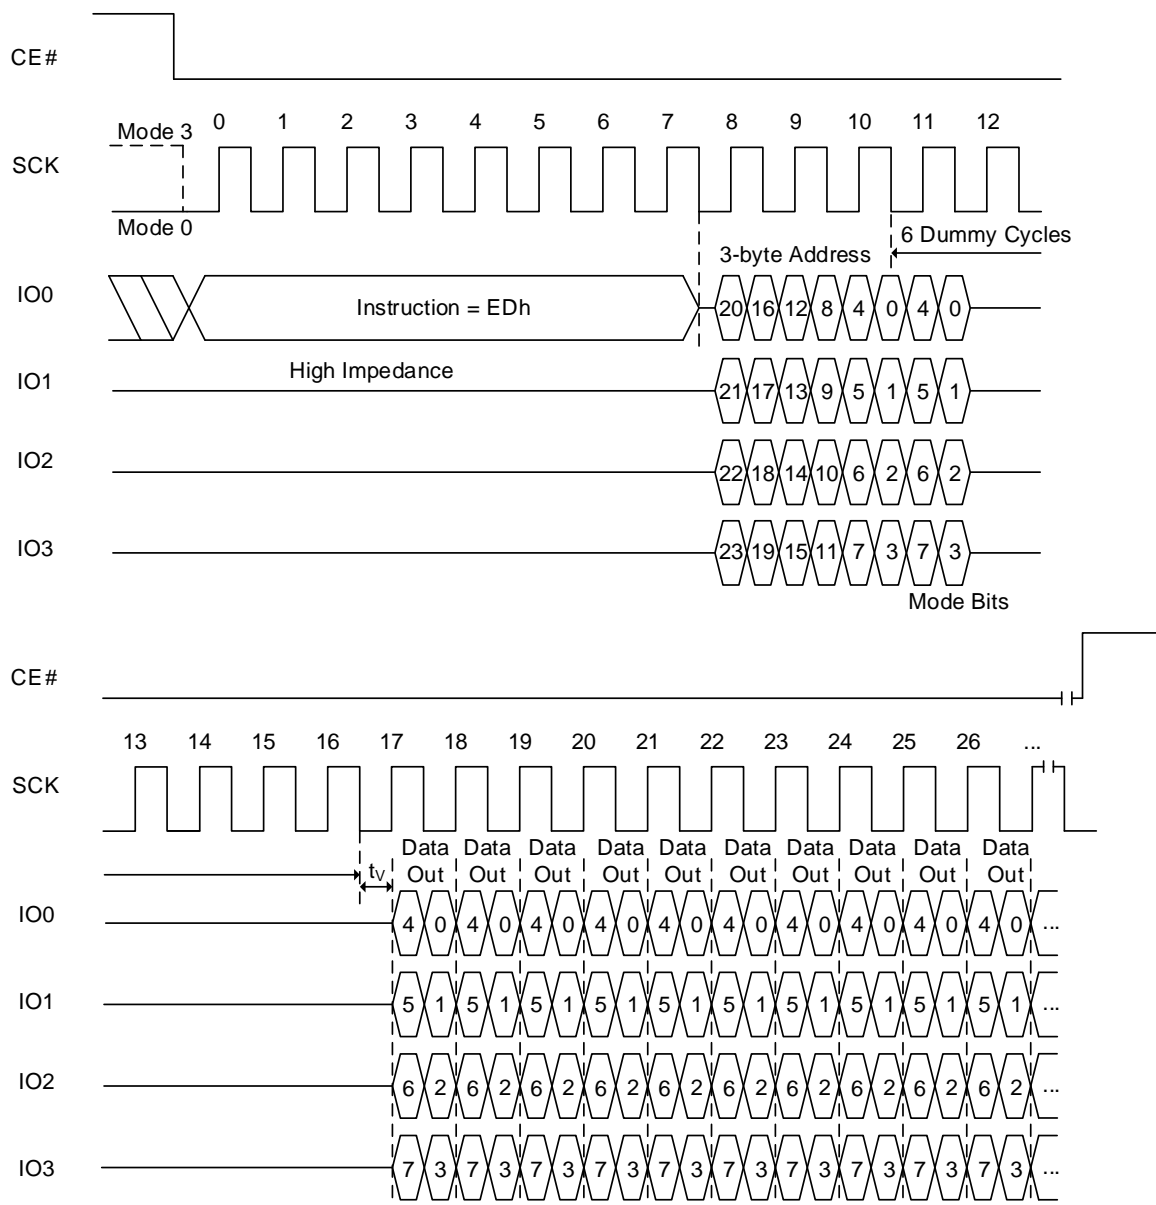 CE#
Mode 3 0 1 2 3 4 5 6 7 8 9 10 11 12
SCK
Mode 0
6 Dummy Cycles
3-byte Address
IO0 Instruction = EDh 20 16 12 8 4 0 4 0
High Impedance
IO1 21 17 13 9 5 1 5 1
IO2 22 18 14 10 6 2 6 2
IO3 23 19 15 11 7 3 7 3
Mode Bits
CE#
13 14 15 16 17 18 19 20 21 22 23 24 25 26 ...
SCK
Data Data Data Data Data Data Data Data Data Data
tV Out Out Out Out Out Out Out Out Out Out
IO0 4 0 4 0 4 0 4 0 4 0 4 0 4 0 4 0 4 0 4 0 ...
IO1 5 1 5 1 5 1 5 1 5 1 5 1 5 1 5 1 5 1 5 1 ...
IO2 6 2 6 2 6 2 6 2 6 2 6 2 6 2 6 2 6 2 6 2 ...
IO3 7 3 7 3 7 3 7 3 7 3 7 3 7 3 7 3 7 3 7 3 ...